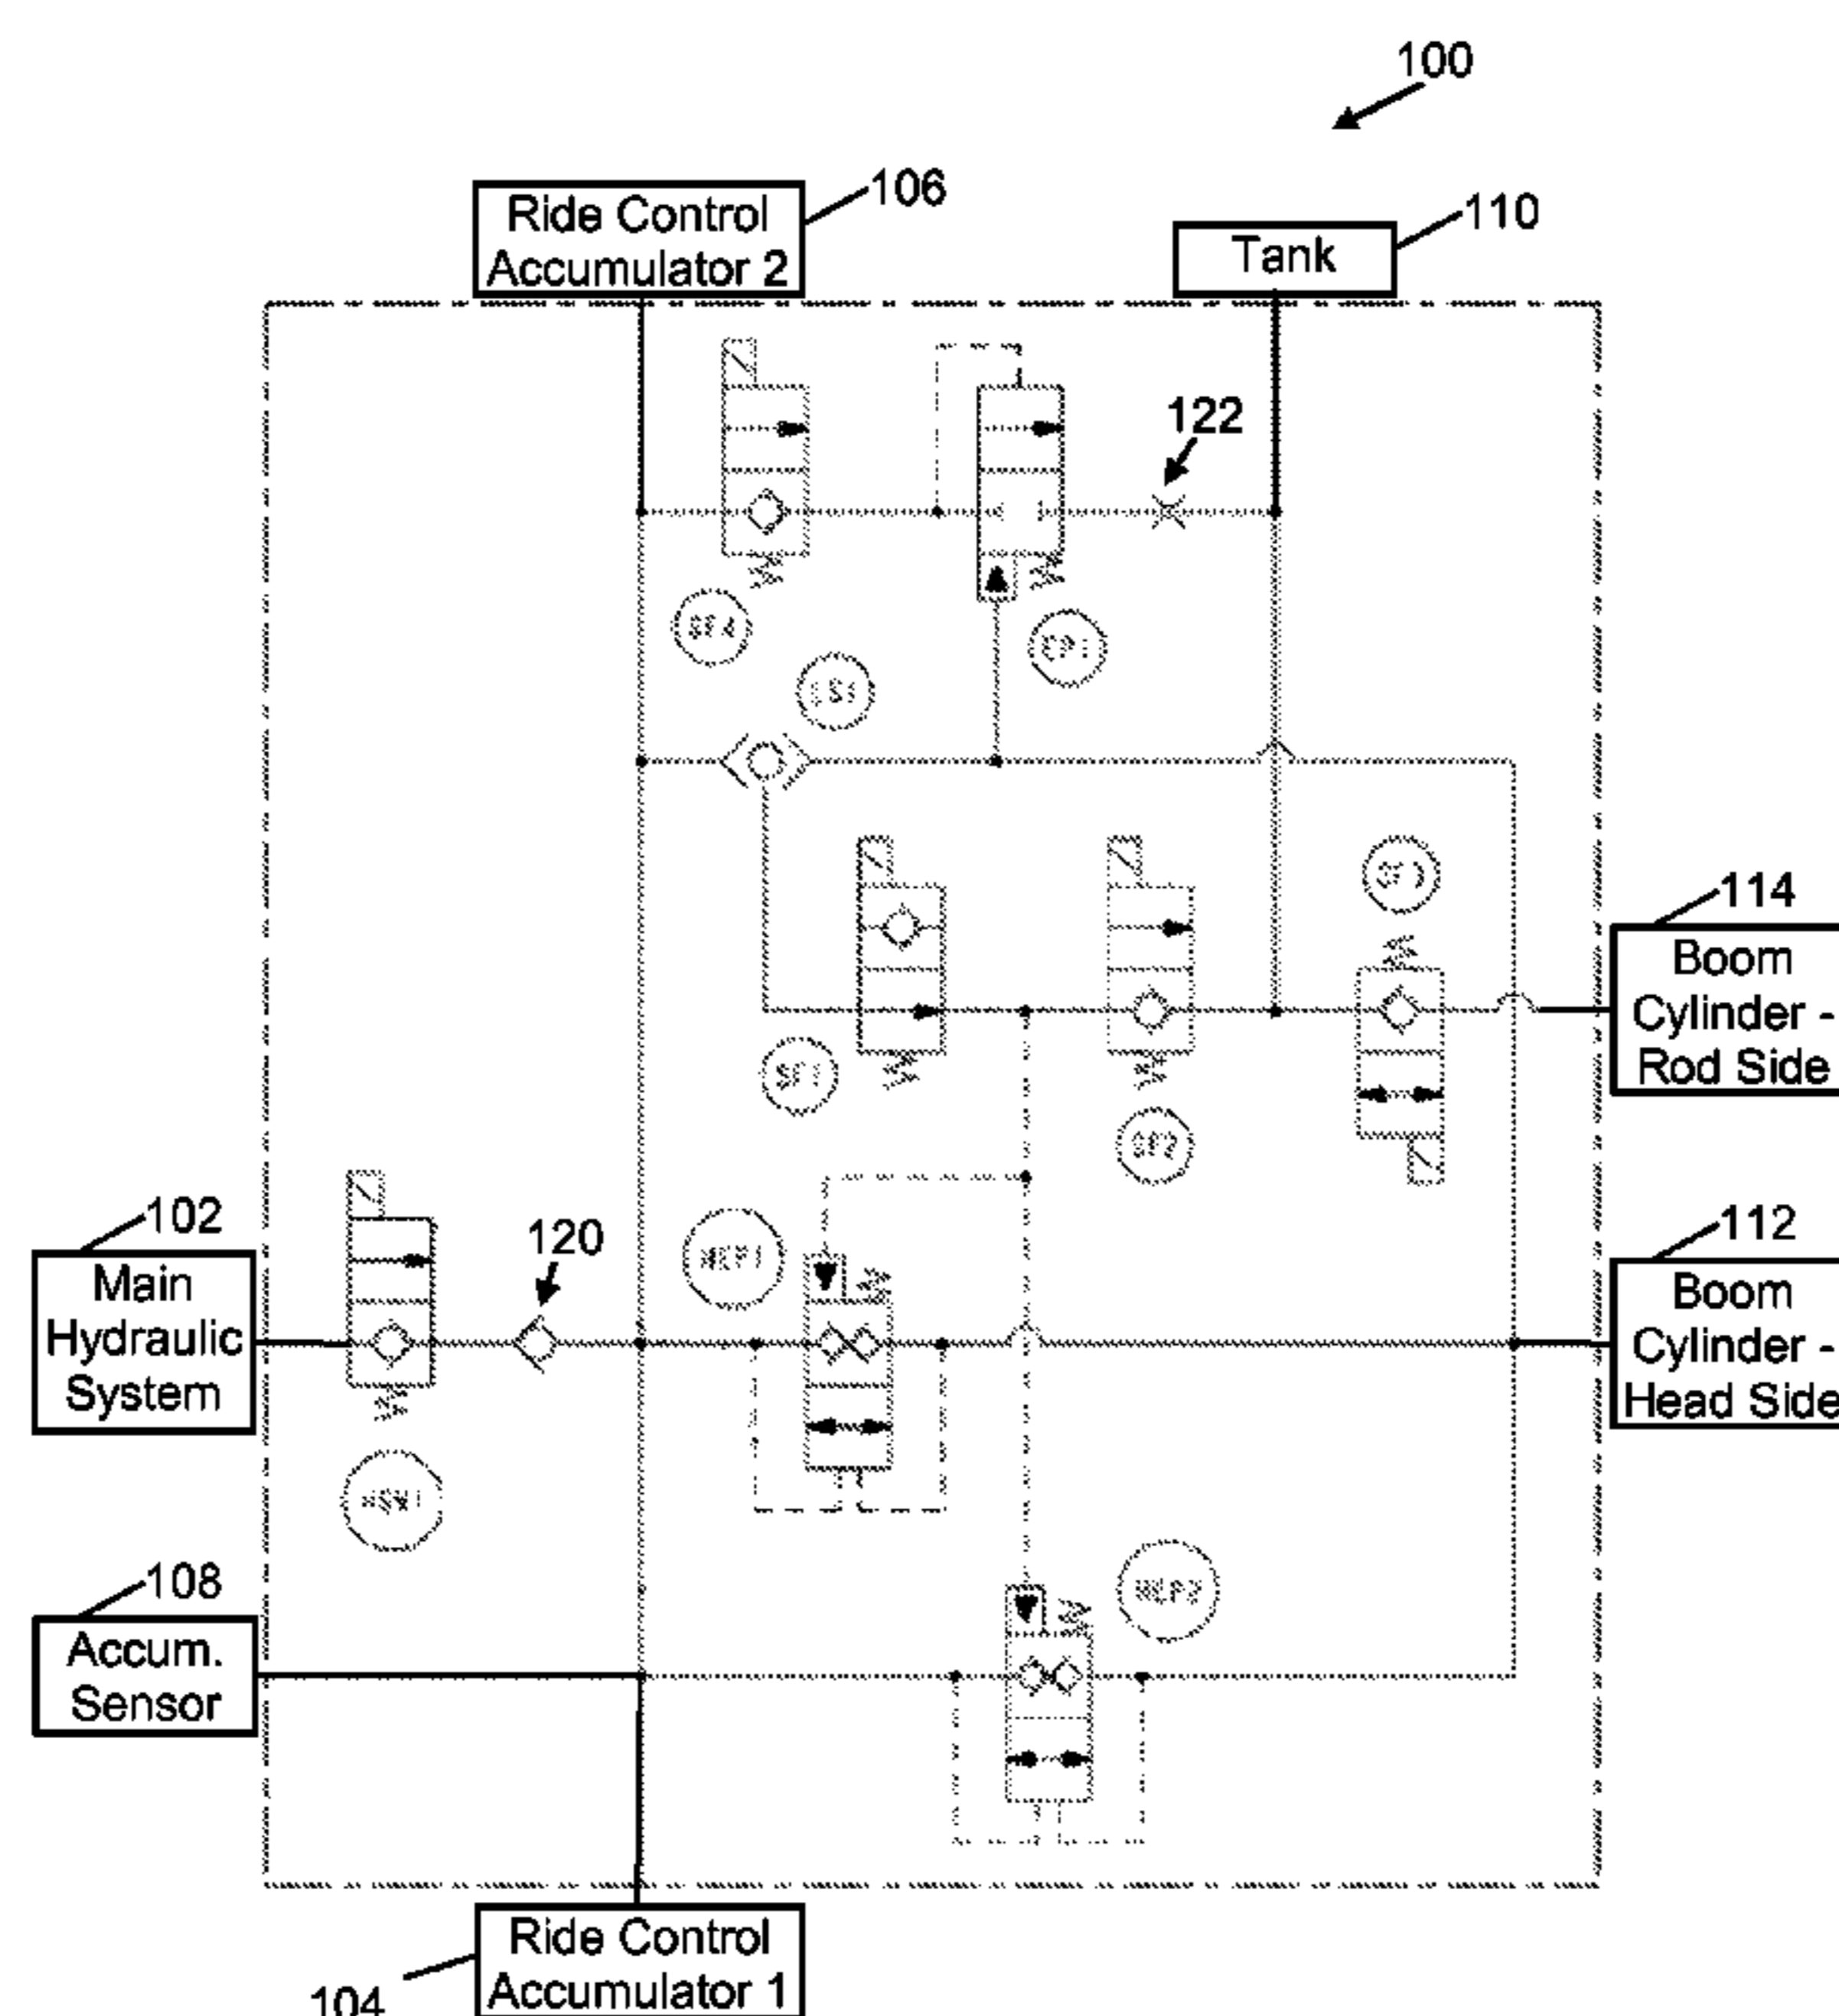 100
Ride Control
Accumulator 2
106
Tank
110
122
114
Boom
Cylinder -
Rod Side
SF2
102
Main
Hydraulic
System
120
112
Boom
Cylinder -
Head Side
108
Accum.
Sensor
Ride Control
Accumulator 1
104